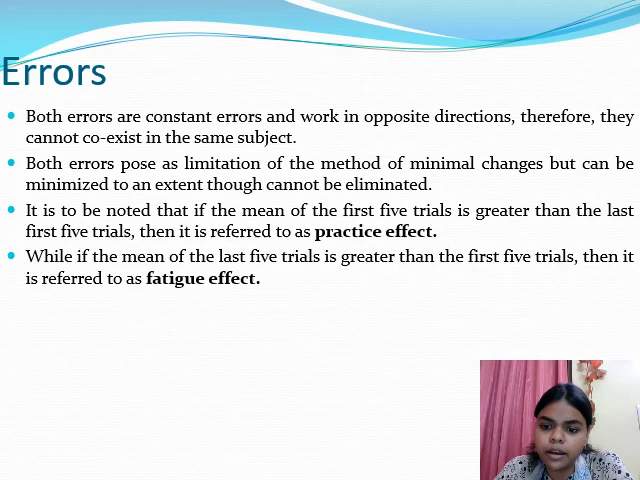 Errors
Both errors are constant errors and work in opposite directions, therefore, they
cannot co-exist in the same subject.
Both errors pose as limitation of the method of minimal changes but can be
minimized to an extent though cannot be eliminated.
It is to be noted that if the mean of the first five trials is greater than the last
first five trials, then it is referred to as practice effect.
While if the mean of the last five trials is greater than the first five trials, then it
is referred to as fatigue effect.